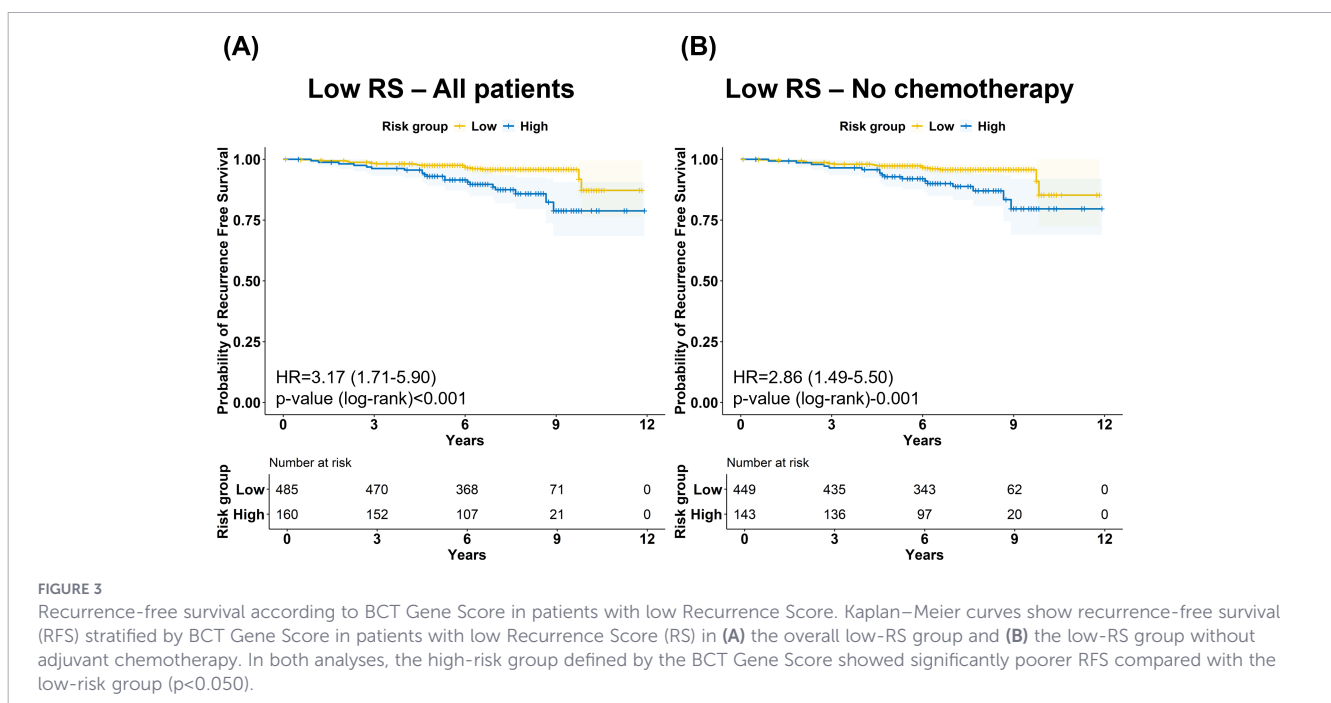 (A)
Low RS – All patients
Risk group Low High
Probability of Recurrence Free Survival
1.00
0.75
0.50
0.25
0.00
HR=3.17 (1.71-5.90)
p-value (log-rank)<0.001
0 3 6 9 12
Years
Number at risk
Risk group
Low 485 470 368 71 0
High 160 152 107 21 0
0 3 6 9 12
Years
(B)
Low RS – No chemotherapy
Risk group Low High
Probability of Recurrence Free Survival
1.00
0.75
0.50
0.25
0.00
HR=2.86 (1.49-5.50)
p-value (log-rank)-0.001
0 3 6 9 12
Years
Number at risk
Risk group
Low 449 435 343 62 0
High 143 136 97 20 0
0 3 6 9 12
Years
FIGURE 3
Recurrence-free survival according to BCT Gene Score in patients with low Recurrence Score. Kaplan–Meier curves show recurrence-free survival
(RFS) stratified by BCT Gene Score in patients with low Recurrence Score (RS) in (A) the overall low-RS group and (B) the low-RS group without
adjuvant chemotherapy. In both analyses, the high-risk group defined by the BCT Gene Score showed significantly poorer RFS compared with the
low-risk group (p<0.050).